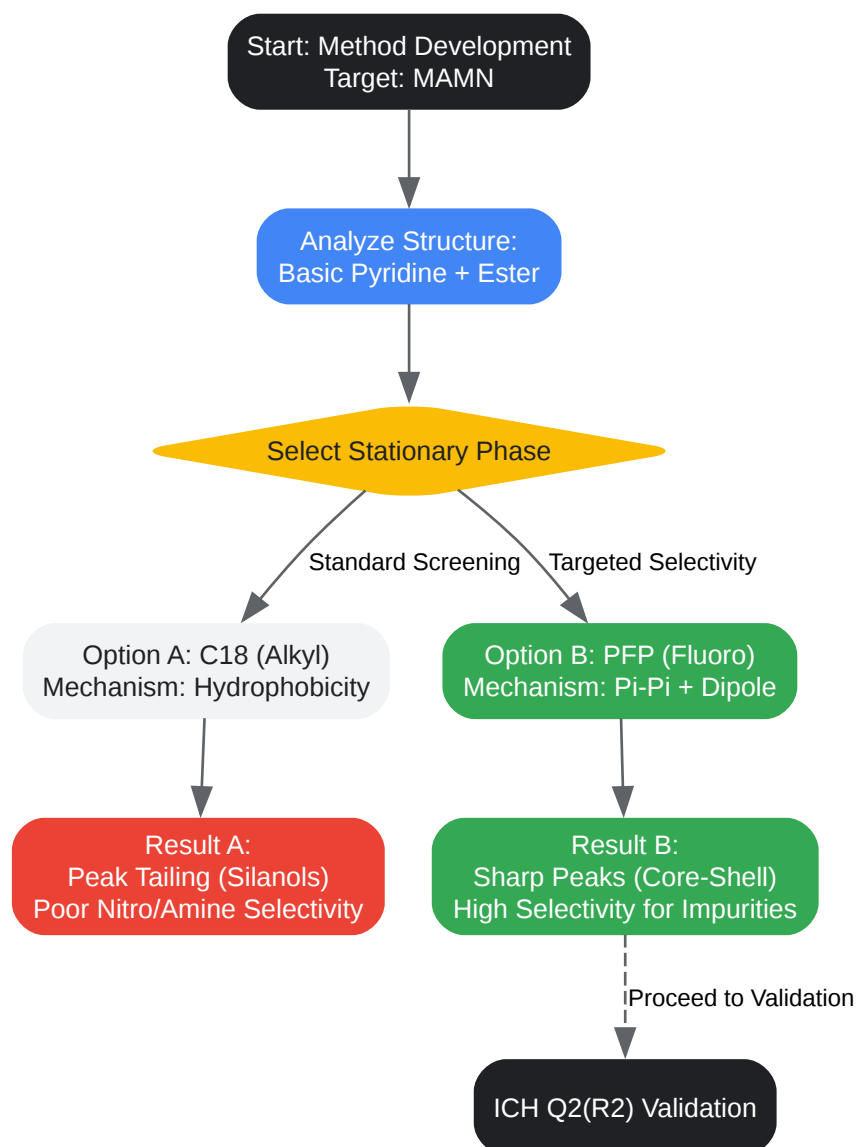 Start: Method Development
Target: MAMN
Analyze Structure:
Basic Pyridine + Ester
Select Stationary Phase
Standard Screening
Targeted Selectivity
Option A: C18 (Alkyl)
Mechanism: Hydrophobicity
Option B: PFP (Fluoro)
Mechanism: Pi-Pi + Dipole
Result A:
Peak Tailing (Silanols)
Poor Nitro/Amine Selectivity
Result B:
Sharp Peaks (Core-Shell)
High Selectivity for Impurities
Proceed to Validation
ICH Q2(R2) Validation